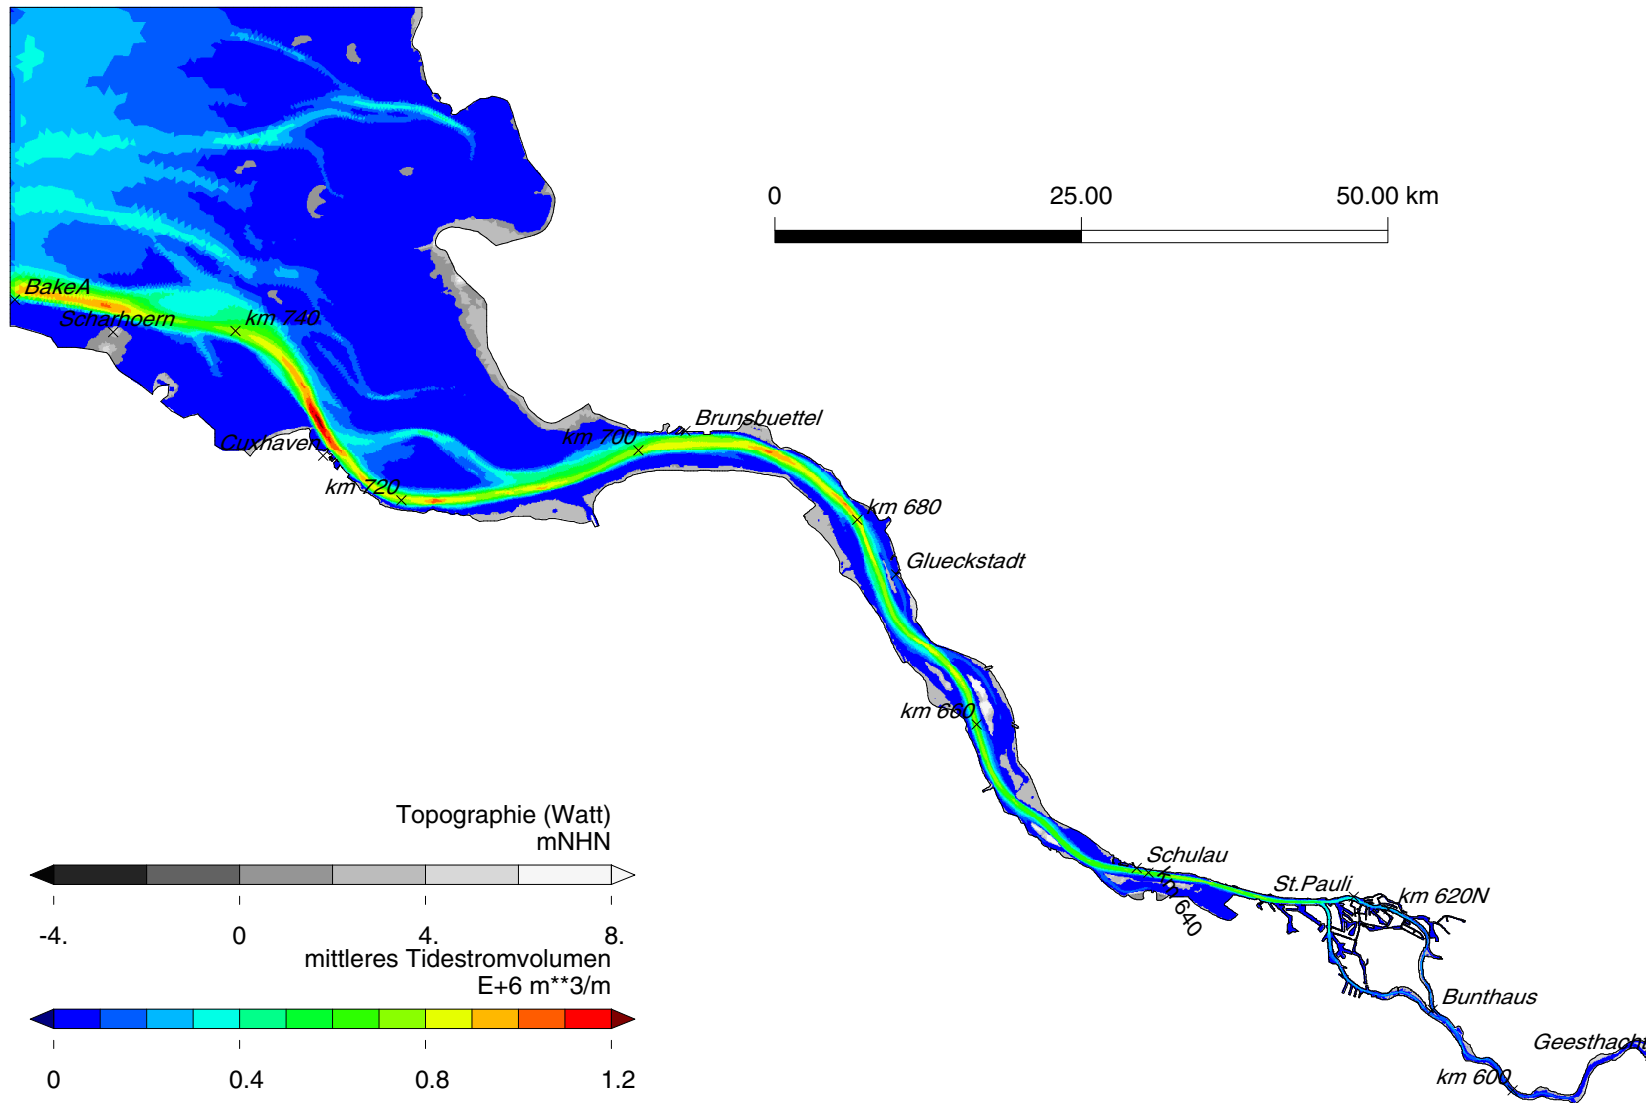 0 25.00 50.00 km
BakeA
Scharhoern
km 740
Cuxhaven
km 720
km 700
Brunsbuettel
km 680
Glueckstadt
km 660
Schulau
km 640
St.Pauli
km 620N
Bunthaus
Geesthacht
km 600
Topographie (Watt)
mNHN
-4. 0 4. 8.
mittleres Tidestromvolumen
E+6 m**3/m
0 0.4 0.8 1.2